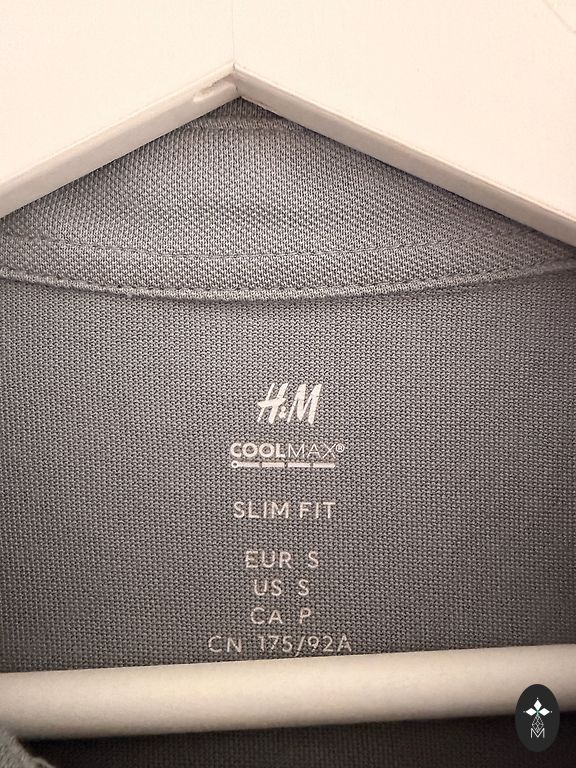 H&M
COOLMAX®
SLIM FIT
EUR S
US S
CA P
CN 175/92A
M